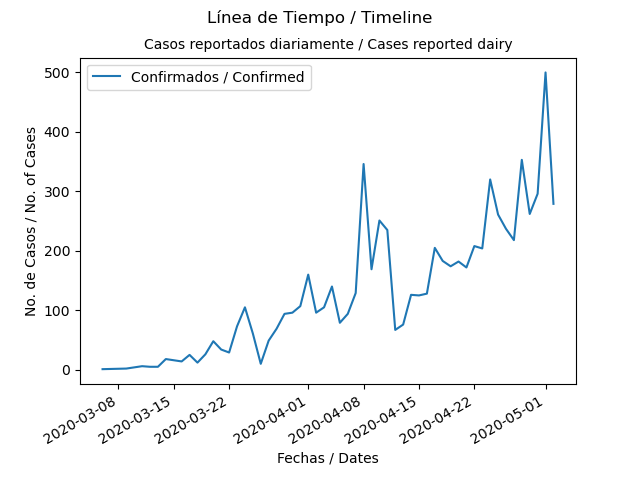 Línea de Tiempo / Timeline
Casos reportados diariamente / Cases reported dairy
Confirmados / Confirmed
No. de Casos / No. of Cases
500
400
300
200
100
0
2020-03-08
2020-03-15
2020-03-22
2020-04-01
2020-04-08
2020-04-15
2020-04-22
2020-05-01
Fechas / Dates